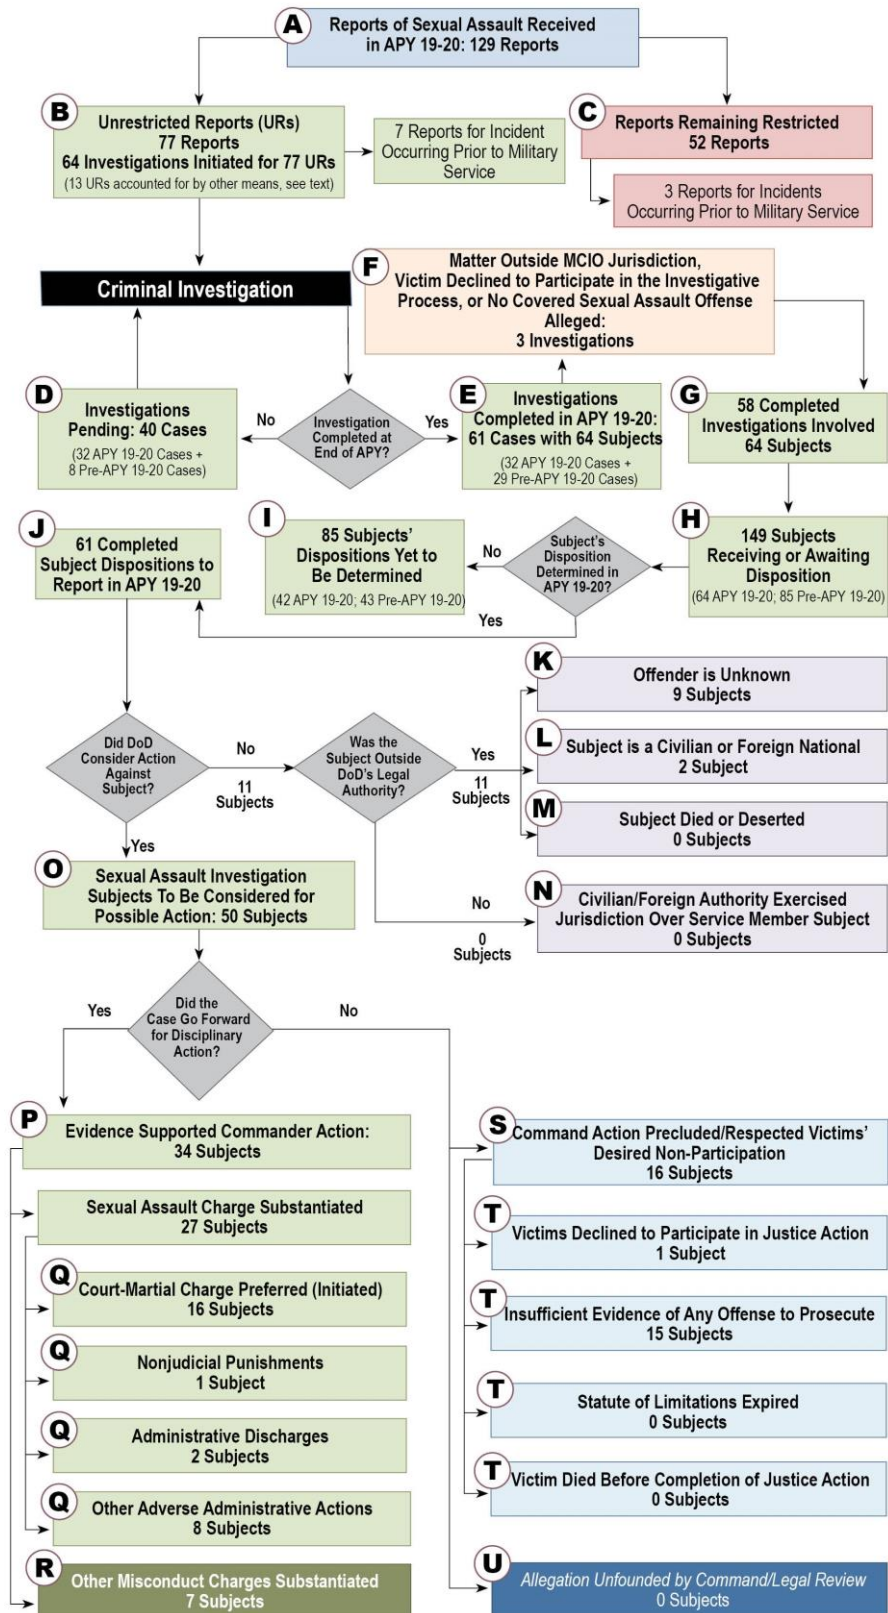 A
Reports of Sexual Assault Received
in APY 19-20: 129 Reports
B
Unrestricted Reports (URs)
77 Reports
64 Investigations Initiated for 77 URs
(13 URs accounted for by other means, see text)
7 Reports for Incident
Occurring Prior to Military
Service
C
Reports Remaining Restricted
52 Reports
3 Reports for Incidents
Occurring Prior to Military Service
Criminal Investigation
F
Matter Outside MCIO Jurisdiction,
Victim Declined to Participate in the Investigative
Process, or No Covered Sexual Assault Offense
Alleged:
3 Investigations
D
Investigations
Pending: 40 Cases
(32 APY 19-20 Cases +
8 Pre-APY 19-20 Cases)
No
Investigation
Completed at
End of APY?
Yes
E
Investigations
Completed in APY 19-20:
61 Cases with 64 Subjects
(32 APY 19-20 Cases +
29 Pre-APY 19-20 Cases)
G
58 Completed
Investigations Involved
64 Subjects
J
61 Completed
Subject Dispositions to
Report in APY 19-20
I
85 Subjects'
Dispositions Yet to
Be Determined
(42 APY 19-20; 43 Pre-APY 19-20)
No
Subject's
Disposition
Determined in
APY 19-20?
Yes
H
149 Subjects
Receiving or Awaiting
Disposition
(64 APY 19-20; 85 Pre-APY 19-20)
Did DoD
Consider Action
Against
Subject?
No
11
Subjects
Was the
Subject Outside
DoD's Legal
Authority?
Yes
11
Subjects
K
Offender is Unknown
9 Subjects
L
Subject is a Civilian or Foreign National
2 Subject
M
Subject Died or Deserted
0 Subjects
Yes
No
0
Subjects
N
Civilian/Foreign Authority Exercised
Jurisdiction Over Service Member Subject
0 Subjects
O
Sexual Assault Investigation
Subjects To Be Considered for
Possible Action: 50 Subjects
Yes
Did the
Case Go Forward
for Disciplinary
Action?
No
P
Evidence Supported Commander Action:
34 Subjects
Sexual Assault Charge Substantiated
27 Subjects
Q
Court-Martial Charge Preferred (Initiated)
16 Subjects
Q
Nonjudicial Punishments
1 Subject
Q
Administrative Discharges
2 Subjects
Q
Other Adverse Administrative Actions
8 Subjects
R
Other Misconduct Charges Substantiated
7 Subjects
S
Command Action Precluded/Respected Victims'
Desired Non-Participation
16 Subjects
T
Victims Declined to Participate in Justice Action
1 Subject
T
Insufficient Evidence of Any Offense to Prosecute
15 Subjects
T
Statute of Limitations Expired
0 Subjects
T
Victim Died Before Completion of Justice Action
0 Subjects
U
Allegation Unfounded by Command/Legal Review
0 Subjects